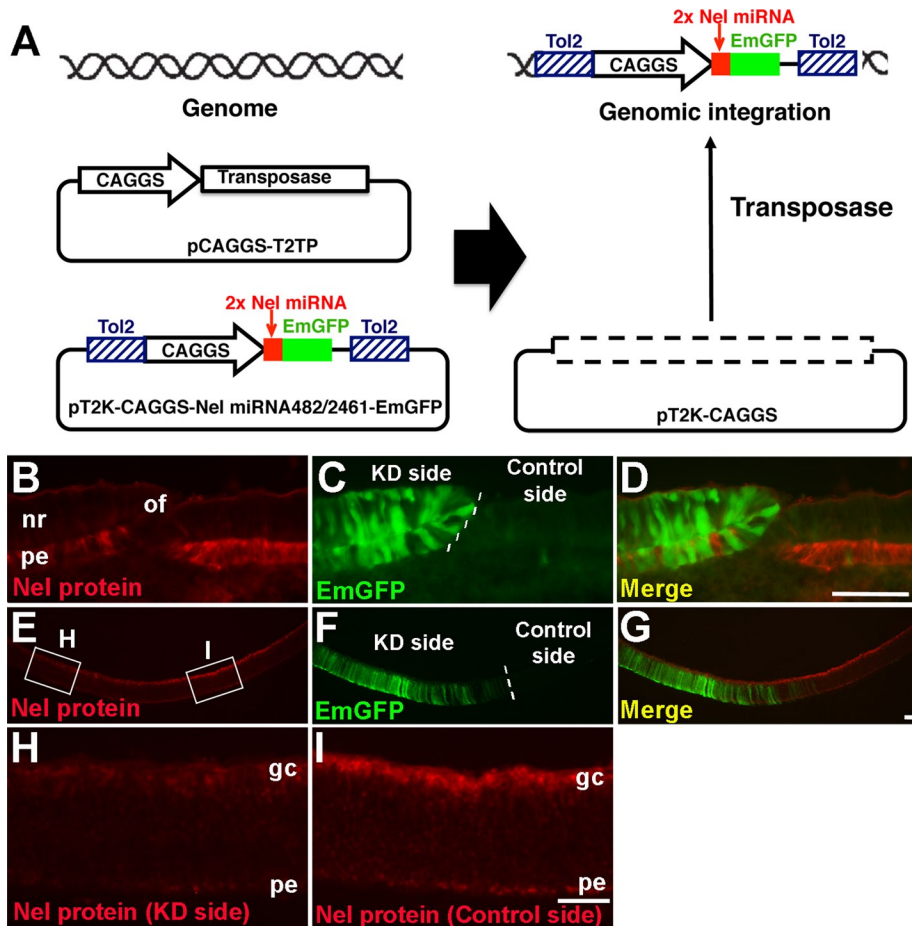 A
Genome
CAGGS
Transposase
pCAGGS-T2TP
2x Nel miRNA
Tol2
EmGFP
Tol2
CAGGS
pT2K-CAGGS-Nel miRNA482/2461-EmGFP
2x Nel miRNA
Tol2
EmGFP
Tol2
CAGGS
Genomic integration
Transposase
pT2K-CAGGS
B
of
nr
pe
Nel protein
C
KD side
Control
side
EmGFP
D
Merge
E
H
I
Nel protein
F
KD side
Control
side
EmGFP
G
Merge
H
gc
pe
Nel protein (KD side)
I
gc
pe
Nel protein (Control side)